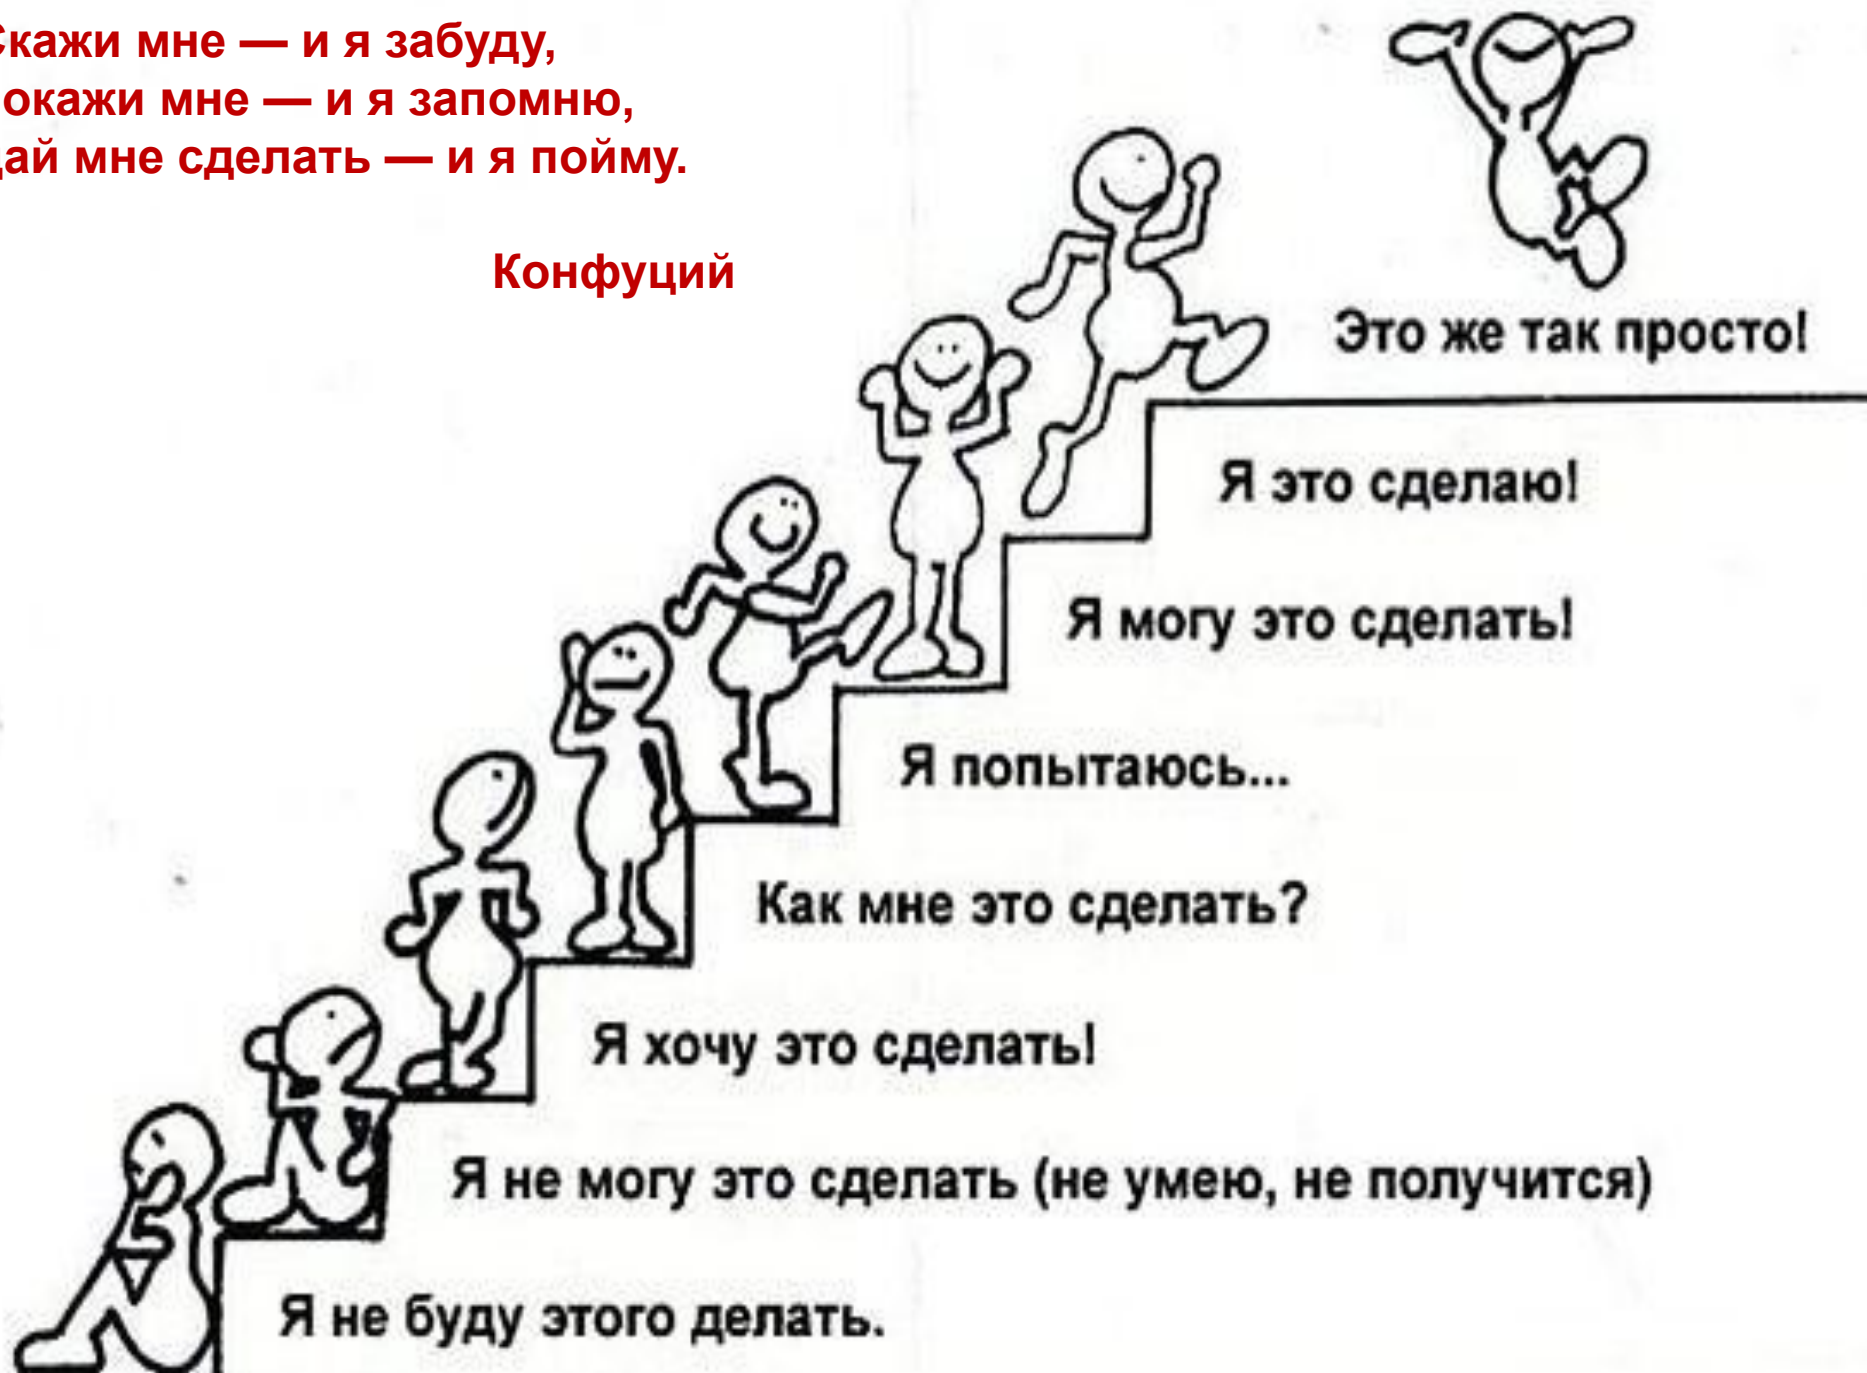 Скажи мне — и я забуду,
окажи мне — и я запомню,
дай мне сделать — и я пойму.
Конфуций
Это же так просто!
Я это сделаю!
Я могу это сделать!
Я попытаюсь...
Как мне это сделать?
Я хочу это сделать!
Я не могу это сделать (не умею, не получится)
Я не буду этого делать.